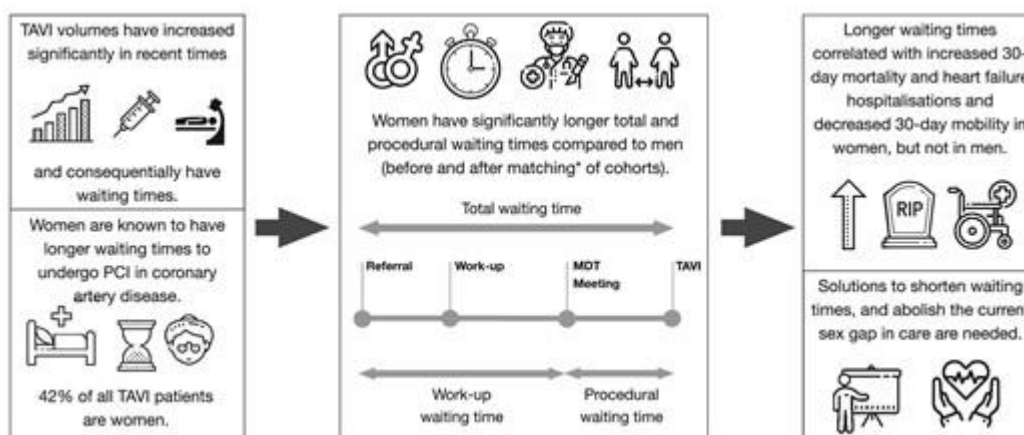 TAVI volumes have increased
significantly in recent times
and consequentially have
waiting times.
Women are known to have
longer waiting times to
undergo PCI in coronary
artery disease.
42% of all TAVI patients
are women.
Women have significantly longer total and
procedural waiting times compared to men
(before and after matching* of cohorts).
Total waiting time
Referral
Work-up
MDT
Meeting
TAVI
Work-up
waiting time
Procedural
waiting time
Longer waiting times
correlated with increased 30-
day mortality and heart failure
hospitalisations and
decreased 30-day mobility in
women, but not in men.
RIP
Solutions to shorten waiting
times, and abolish the current
sex gap in care are needed.